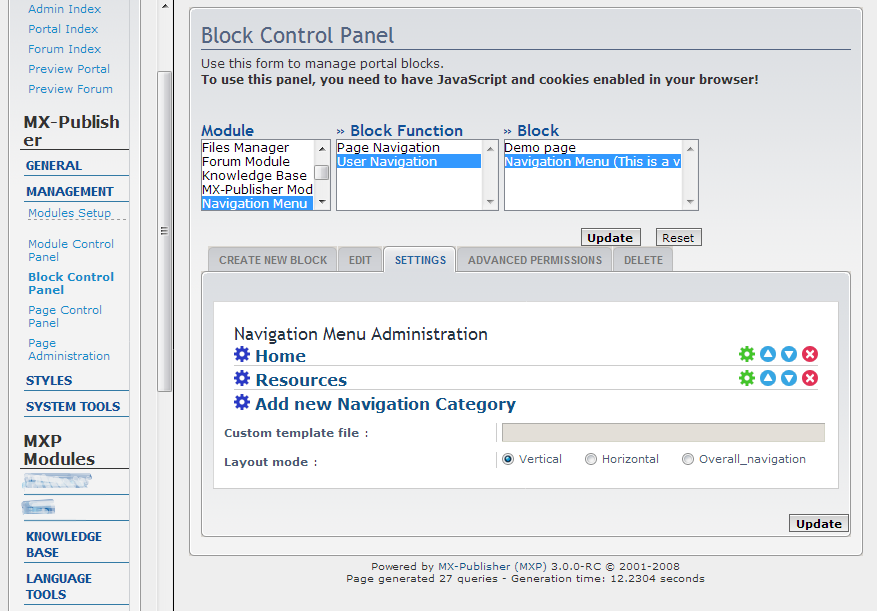 Admin Index
Portal Index
Forum Index
Preview Portal
Preview Forum
MX-Publish
er
GENERAL
MANAGEMENT
Modules Setup
Module Control
Panel
Block Control
Panel
Page Control
Panel
Page
Administration
STYLES
SYSTEM TOOLS
MXP
Modules
KNOWLEDGE
BASE
LANGUAGE
TOOLS
Block Control Panel
Use this form to manage portal blocks.
To use this panel, you need to have JavaScript and cookies enabled in your browser!
Module » Block Function » Block
Files Manager
Forum Module
Knowledge Base
MX-Publisher Mod
Navigation Menu
Page Navigation
User Navigation
Demo page
Navigation Menu (This is a v
Update Reset
CREATE NEW BLOCK EDIT SETTINGS ADVANCED PERMISSIONS DELETE
Navigation Menu Administration
Home
Resources
Add new Navigation Category
Custom template file :
Layout mode : Vertical Horizontal Overall_navigation
Update
Powered by MX-Publisher (MXP) 3.0.0-RC © 2001-2008
Page generated 27 queries - Generation time: 12.2304 seconds